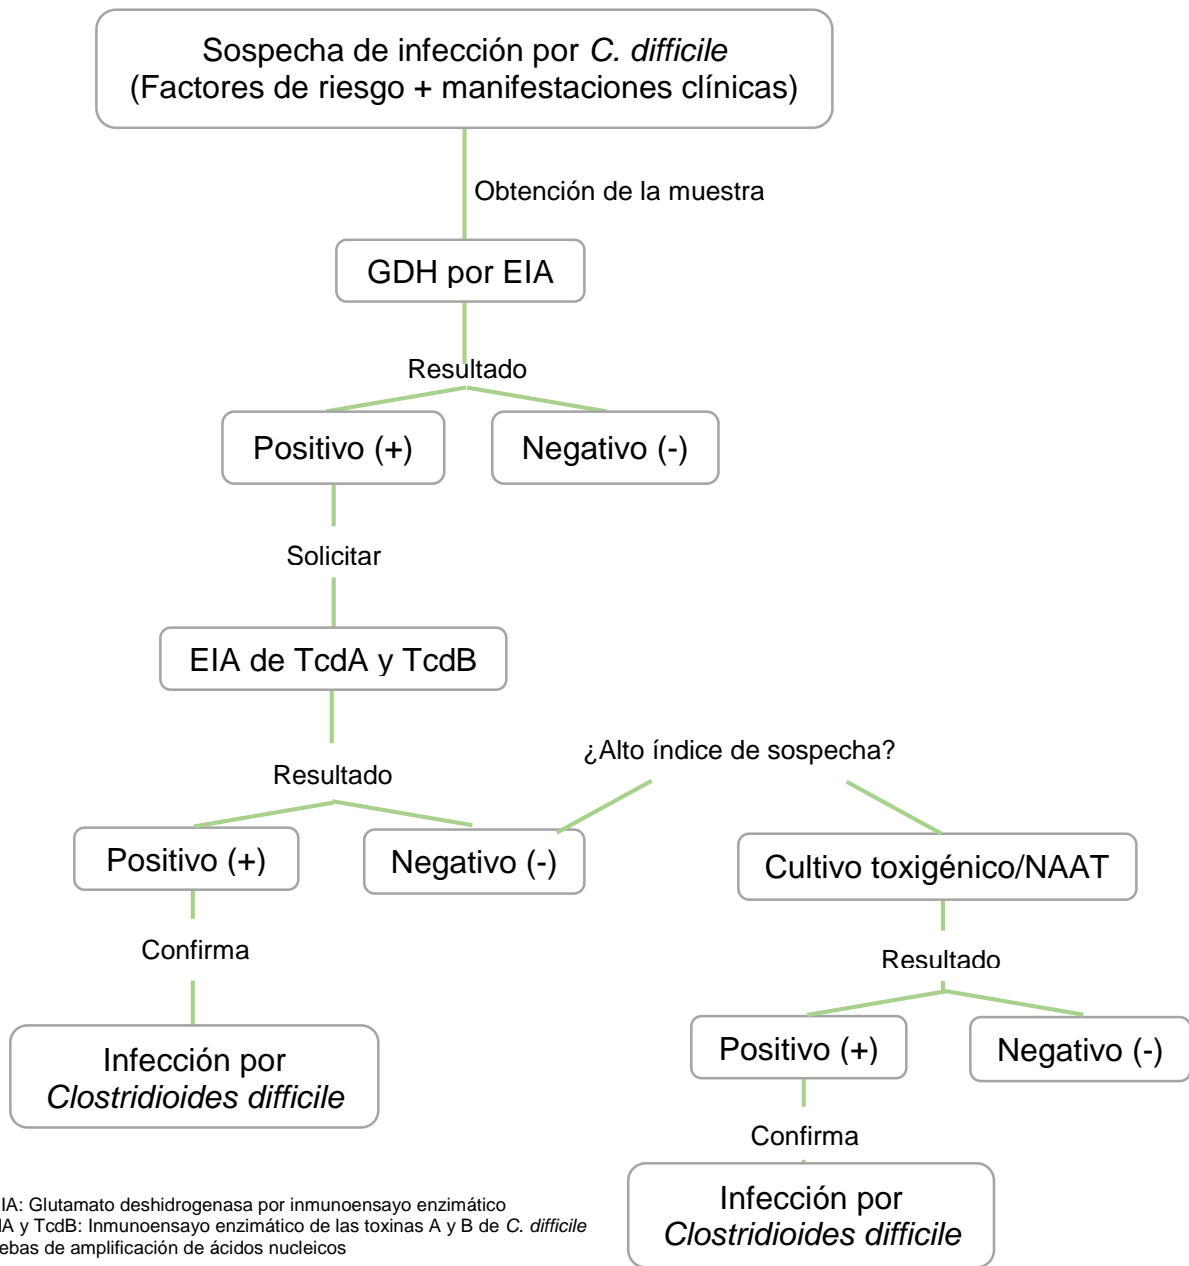 Sospecha de infección por C. difficile
(Factores de riesgo + manifestaciones clínicas)
Obtención de la muestra
GDH por EIA
Resultado
Positivo (+)
Negativo (-)
Solicitar
EIA de TcdA y TcdB
¿Alto índice de sospecha?
Resultado
Positivo (+)
Negativo (-)
Cultivo toxigénico/NAAT
Confirma
Resultado
Infección por
Clostridioides difficile
Positivo (+)
Negativo (-)
Confirma
Infección por
Clostridioides difficile
IA: Glutamato deshidrogenasa por inmunoensayo enzimático
y TcdB: Inmunoensayo enzimático de las toxinas A y B de C. difficile
de amplificación de ácidos nucleicos